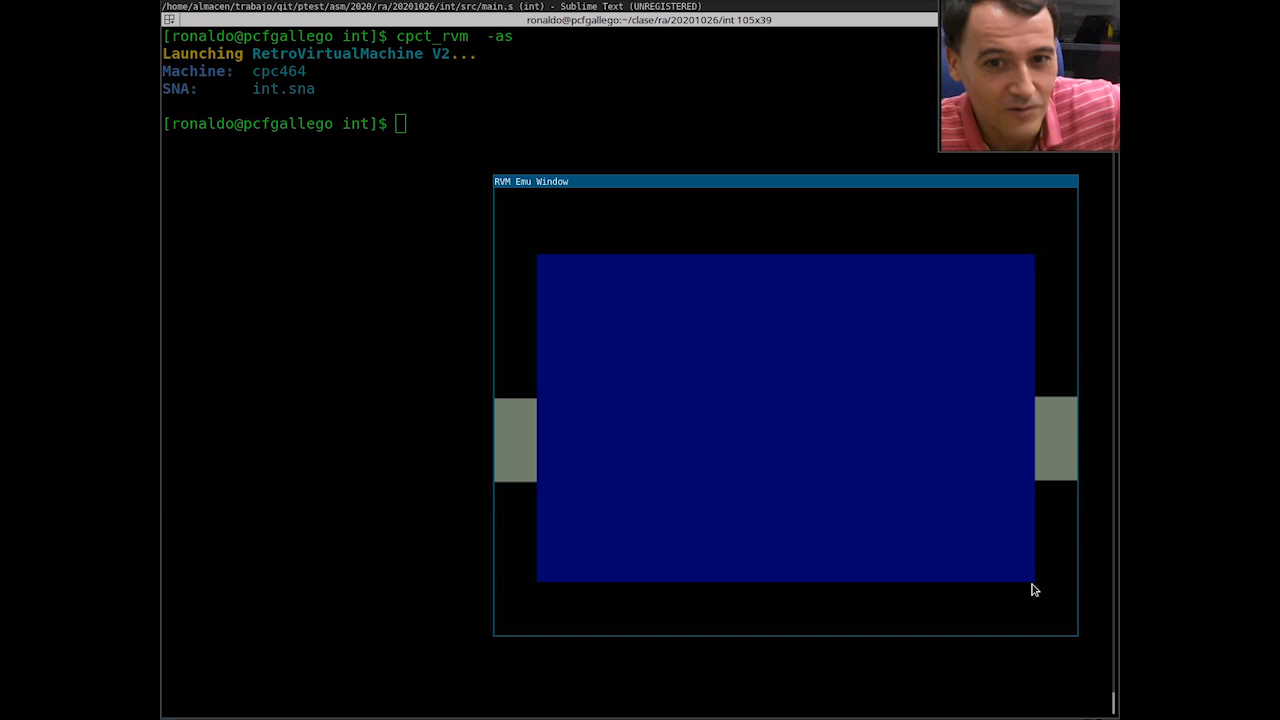 /home/almacen/trabajo/git/ptest/asm/2020/ra/20201026/int/src/main.s (int) - Sublime Text (UNREGISTERED)
ronaldo@pcfgallego:~/clase/ra/20201026/int 105x39
[ronaldo@pcfgallego int]$ cpct_rvm  -as
Launching RetroVirtualMachine V2...
Machine:  cpc464
SNA:      int.sna
[ronaldo@pcfgallego int]$
RVM Emu Window